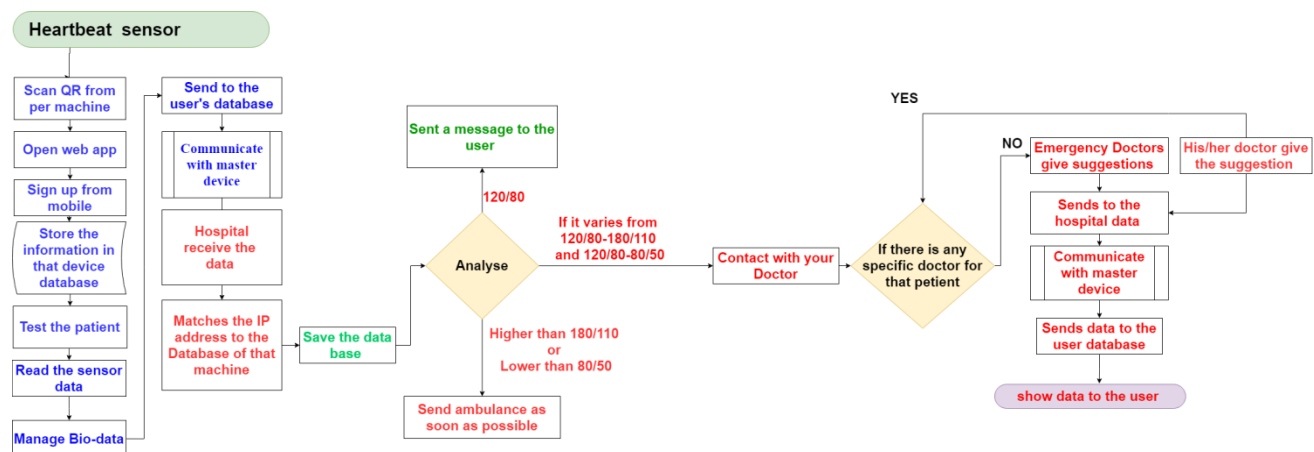 Heartbeat sensor
Scan QR from
per machine
Open web app
Sign up from
mobile
Store the
information in
that device
database
Test the patient
Read the sensor
data
Manage Bio-data
Send to the
user's database
Communicate
with master
device
Hospital
receive the
data
Matches the IP
address to the
Database of that
machine
Save the data
base
Analyse
120/80
Sent a message to the
user
If it varies from
120/80-180/110
and 120/80-80/50
Higher than 180/110
or
Lower than 80/50
Send ambulance as
soon as possible
Contact with your
Doctor
If there is any
specific doctor for
that petient
YES
NO
His/her doctor give
the suggestion
Emergency Doctors
give suggestions
Sends to the
hospital data
Communicate
with master
device
Sends data to the
user database
show data to the user